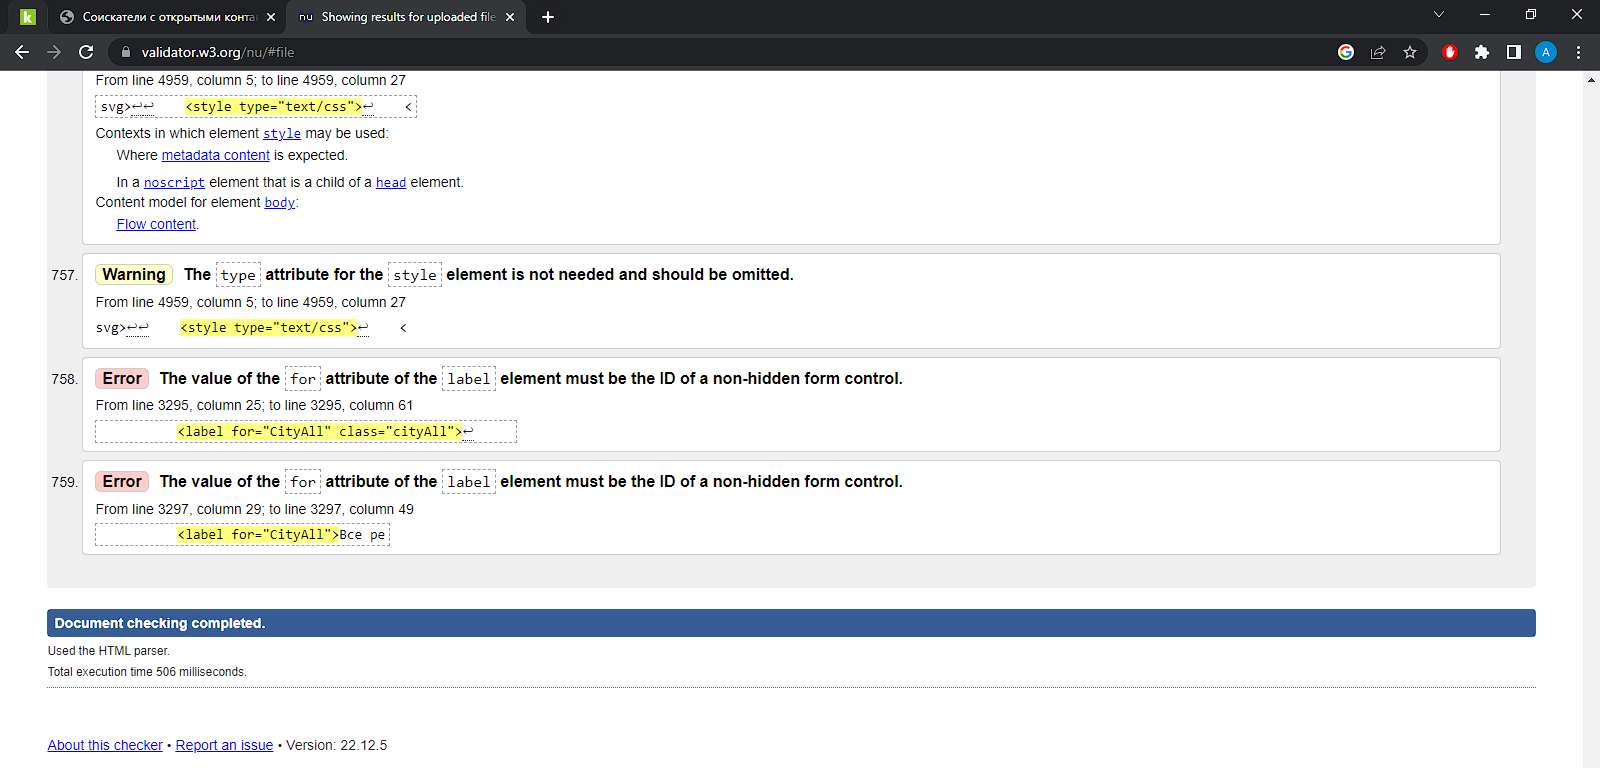 k
Соискатели с открытыми конта
nu Showing results for uploaded file
validator.w3.org/nu/#file
A
From line 4959, column 5; to line 4959, column 27
svg>↩↩    <style type="text/css">↩    <
Contexts in which element style may be used:
Where metadata content is expected.
In a noscript element that is a child of a head element.
Content model for element body:
Flow content.
757. Warning The type attribute for the style element is not needed and should be omitted.
From line 4959, column 5; to line 4959, column 27
svg>↩↩    <style type="text/css">↩    <
758. Error The value of the for attribute of the label element must be the ID of a non-hidden form control.
From line 3295, column 25; to line 3295, column 61
<label for="CityAll" class="cityAll">↩
759. Error The value of the for attribute of the label element must be the ID of a non-hidden form control.
From line 3297, column 29; to line 3297, column 49
<label for="CityAll">Все ре
Document checking completed.
Used the HTML parser.
Total execution time 506 milliseconds.
About this checker • Report an issue • Version: 22.12.5